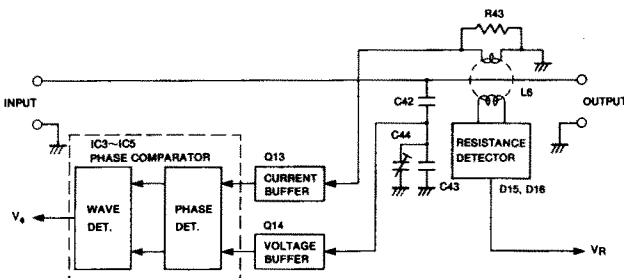 R43
L6
INPUT
OUTPUT
C42
C44
C43
IC3~IC5
PHASE COMPARATOR
Q13
CURRENT
BUFFER
RESISTANCE
DETECTOR
D15, D16
WAVE
DET.
PHASE
DET.
Q14
VOLTAGE
BUFFER
Vφ
VR